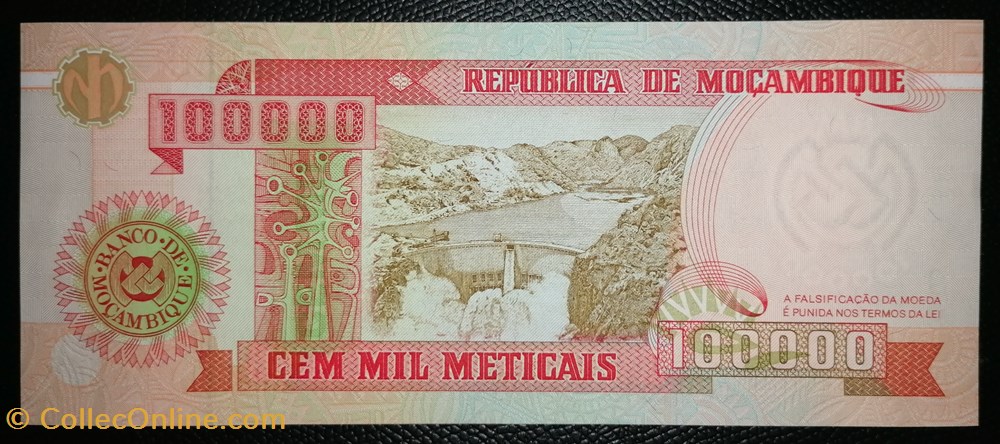 REPÚBLICA DE MOÇAMBIQUE
100000
BANCO · DE · MOÇAMBIQUE
A FALSIFICAÇÃO DA MOEDA
É PUNIDA NOS TERMOS DA LEI
100000
CEM MIL METICAIS
© CollecOnline.com